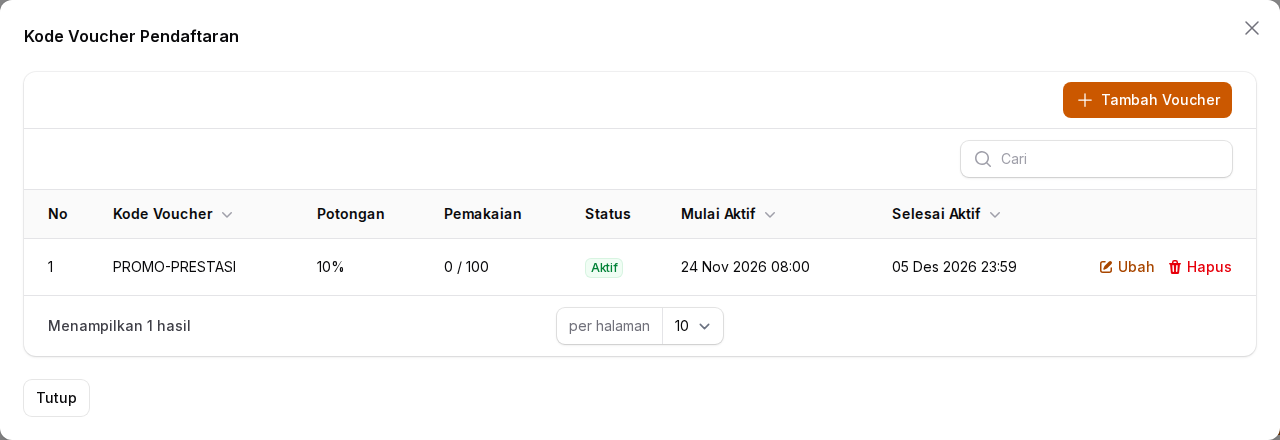 Kode Voucher Pendaftaran
Tambah Voucher
Cari
No Kode Voucher Potongan Pemakaian Status Mulai Aktif Selesai Aktif
1 PROMO-PRESTASI 10% 0 / 100 Aktif 24 Nov 2026 08:00 05 Des 2026 23:59 Ubah Hapus
Menampilkan 1 hasil per halaman 10
Tutup